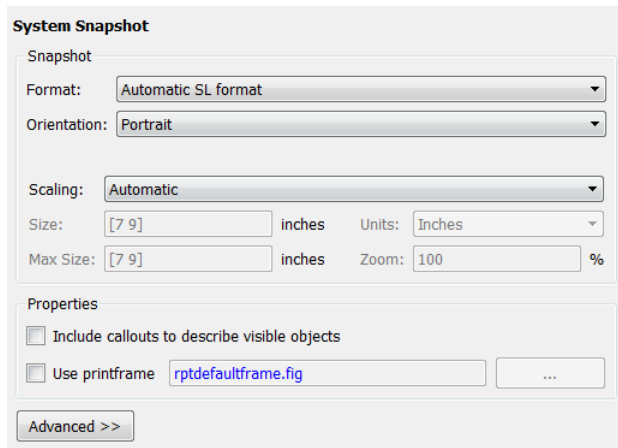 System Snapshot
Snapshot
Format: Automatic SL format
Orientation: Portrait
Scaling: Automatic
Size: [7 9] inches Units: Inches
Max Size: [7 9] inches Zoom: 100 %
Properties
Include callouts to describe visible objects
Use printframe rptdefaultframe.fig ...
Advanced >>